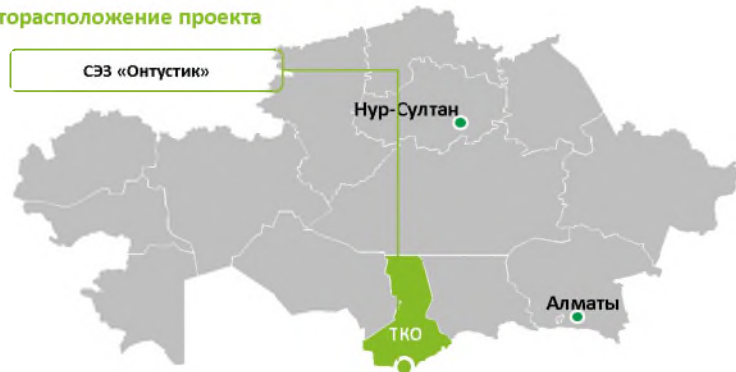 торасположение проекта
СЭЗ «Онтустик»
Нур-Султан
Алматы
ТКО